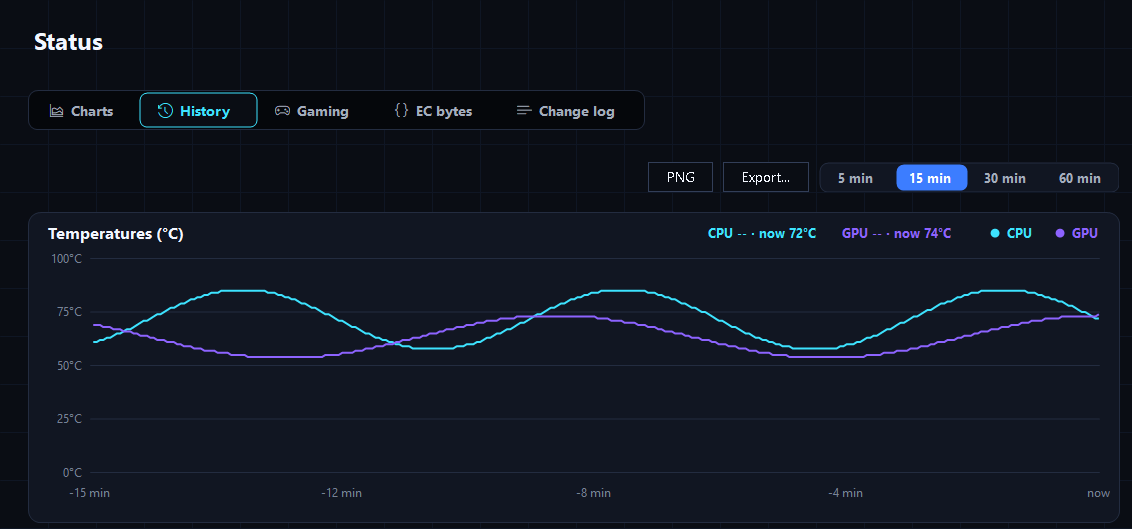 Status
Charts History Gaming {} EC bytes Change log
PNG Export... 5 min 15 min 30 min 60 min
Temperatures (°C) CPU -- · now 72°C GPU -- · now 74°C CPU GPU
100°C
75°C
50°C
25°C
0°C
-15 min -12 min -8 min -4 min now